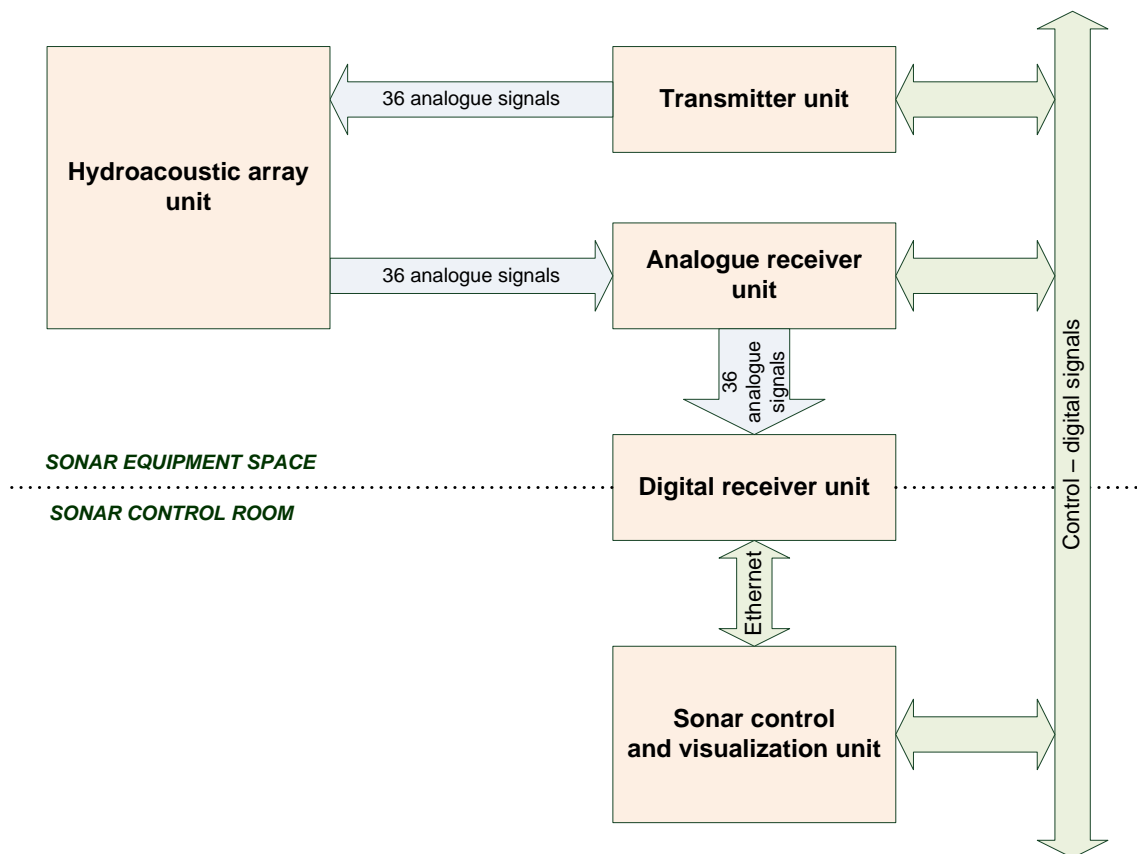 36 analogue signals
Transmitter unit
Hydroacoustic array
unit
36 analogue signals
Analogue receiver
unit
36
analogue
signals
Control – digital signals
SONAR EQUIPMENT SPACE
Digital receiver unit
SONAR CONTROL ROOM
Ethernet
Sonar control
and visualization unit